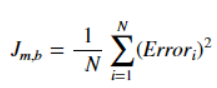 J_{m,b} = \frac{1}{N} \sum_{i=1}^{N} (Error_i)^2